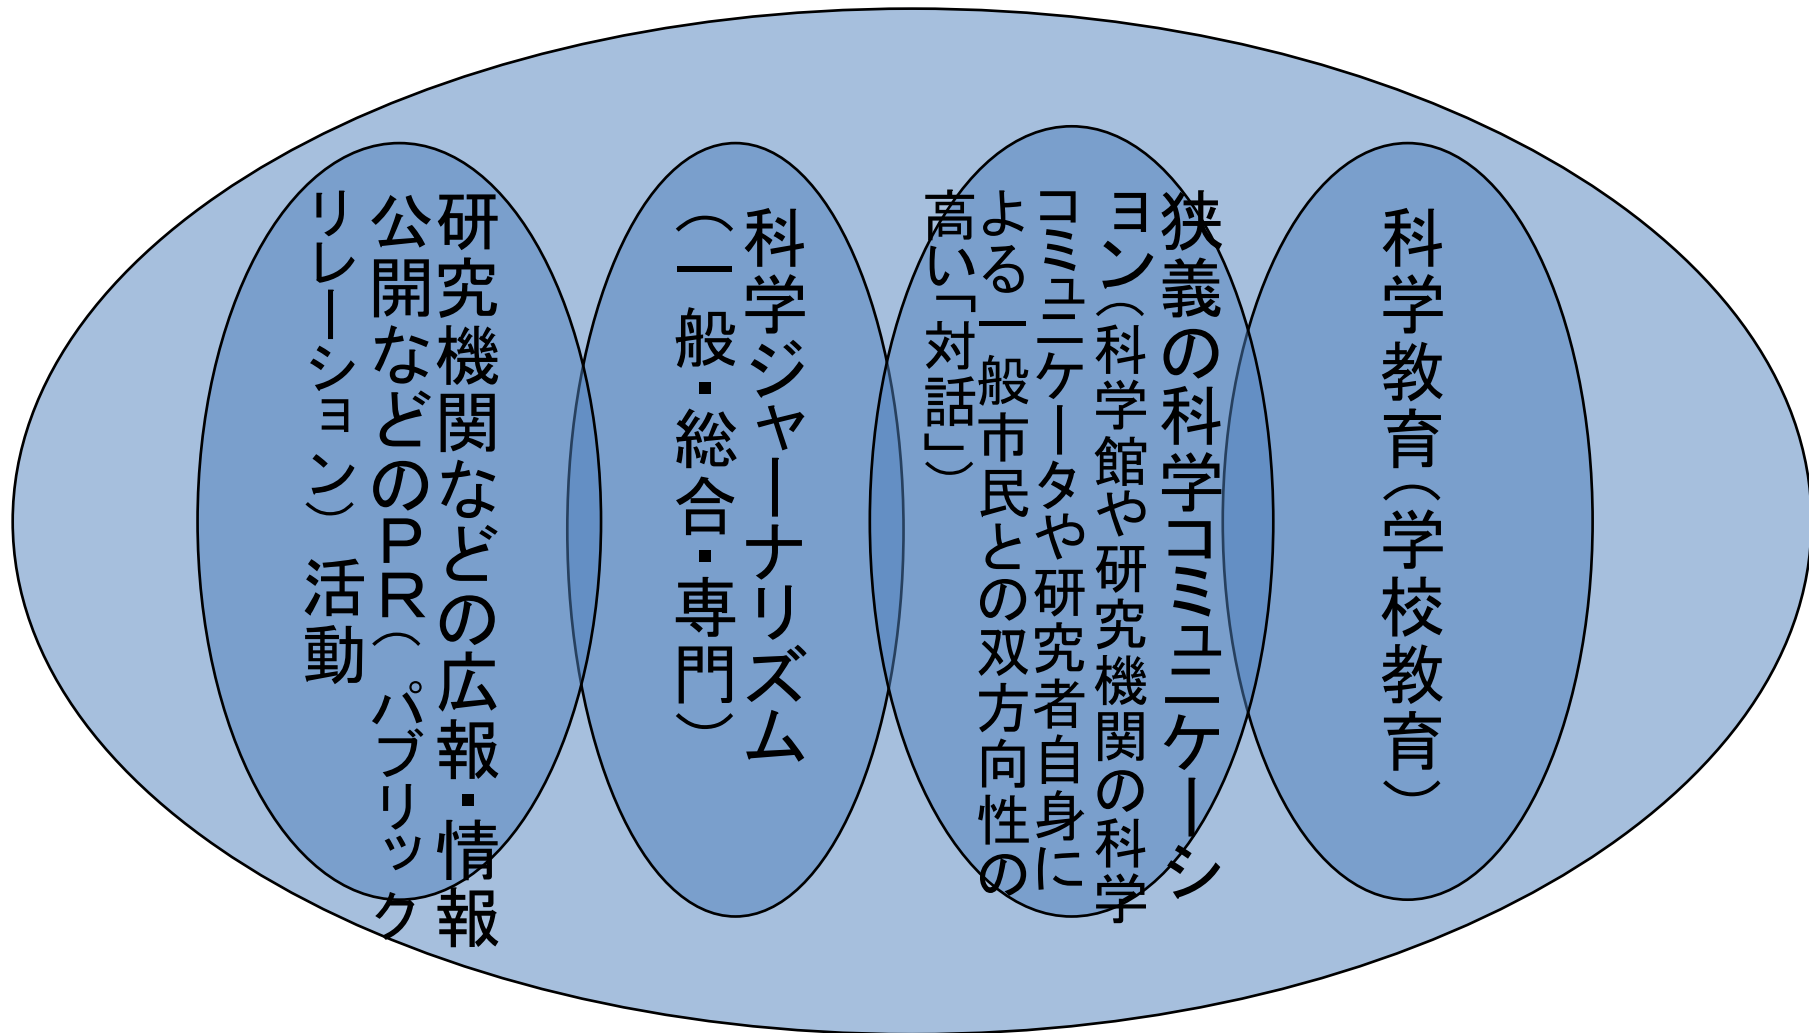 科学教育（学校教育）
狭義の科学コミュニケーシ
ョン（科学館や研究機関の科学
コミュニケータや研究者自身に
よる一般市民との双方向性の
高い「対話」）
科学ジャーナリズム
（一般・総合・専門）
研究機関などの広報・情報
公開などのＰＲ（パブリック
リレーション）活動